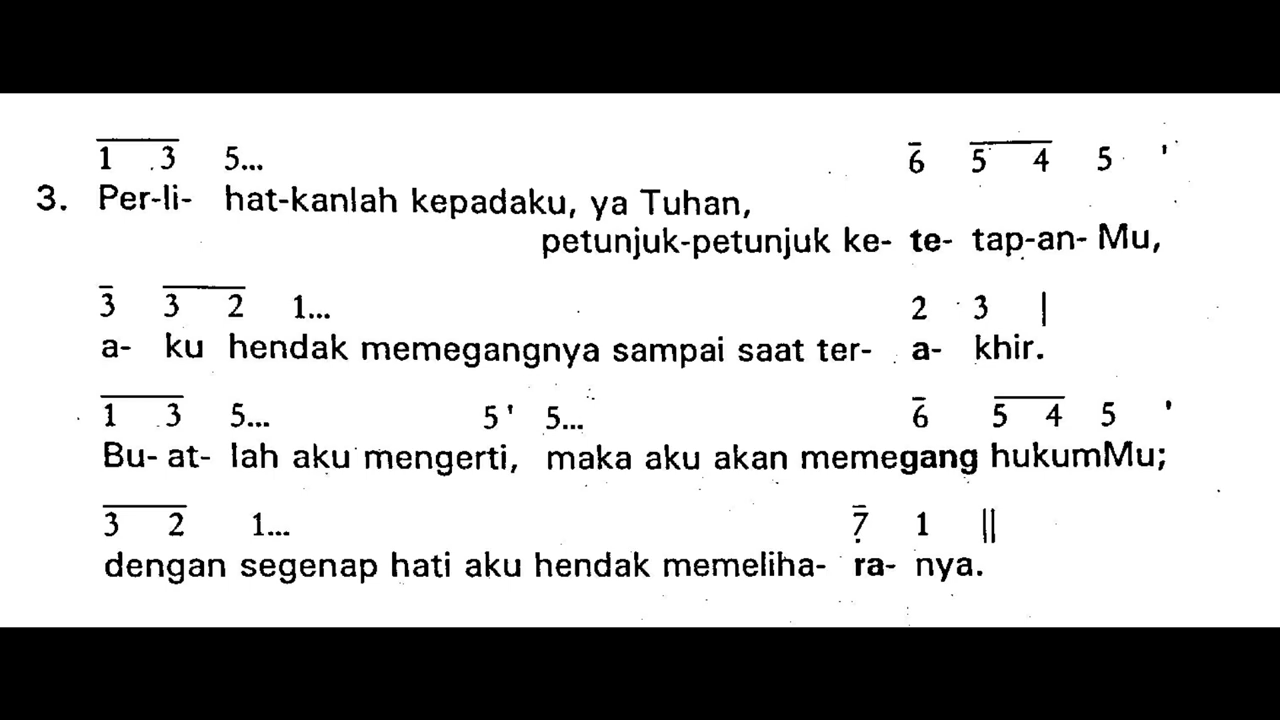 1 3 5... 6 5 4 5 '
3. Per-li- hat-kanlah kepadaku, ya Tuhan,
petunjuk-petunjuk ke- te- tap-an- Mu,
3 3 2 1... 2 3 |
a- ku hendak memegangnya sampai saat ter- a- khir.
1 3 5... 5 ' 5... 6 5 4 5 '
Bu- at- lah aku mengerti, maka aku akan memegang hukumMu;
3 2 1... 7̣ 1 ||
dengan segenap hati aku hendak memeliha- ra- nya.